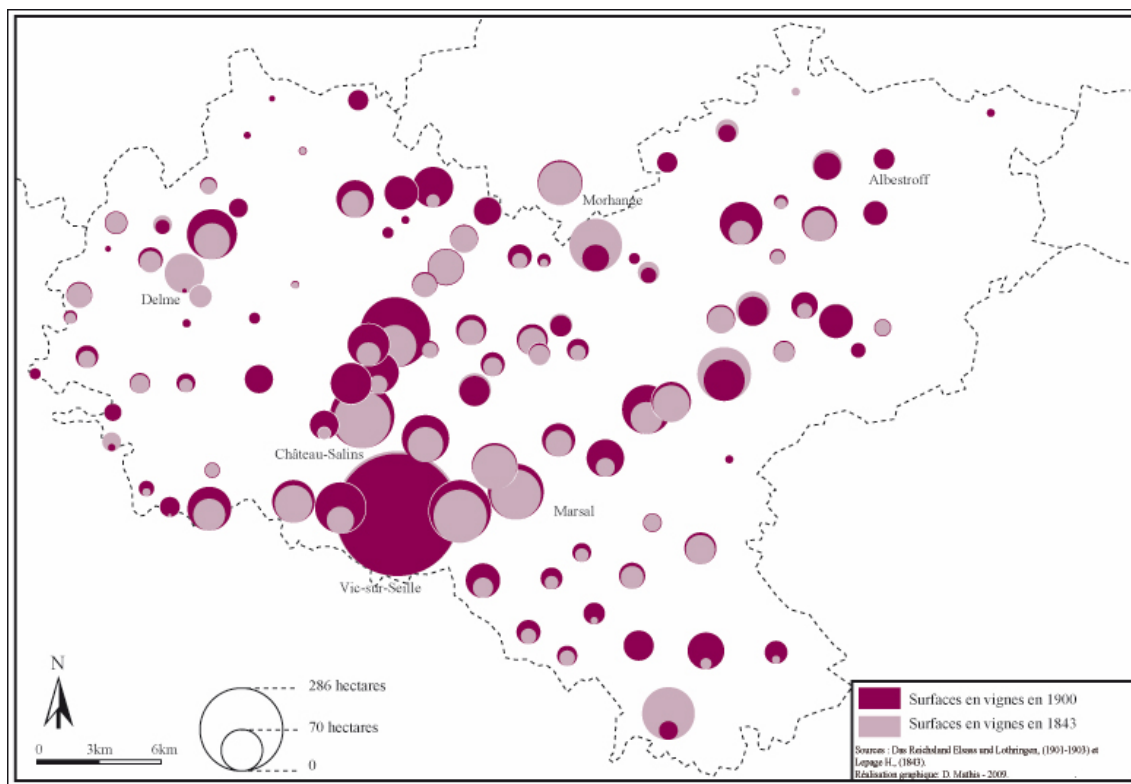 Morhange
Albestroff
Delme
Château-Salins
Marsal
Vic-sur-Seille
N
286 hectares
70 hectares
0
0 3km 6km
Surfaces en vignes en 1900
Surfaces en vignes en 1843
Sources : Das Reichsland Elsass und Lothringen, (1901-1903) et
Lepage H., (1843).
Réalisation graphique: D. Mathis - 2009.